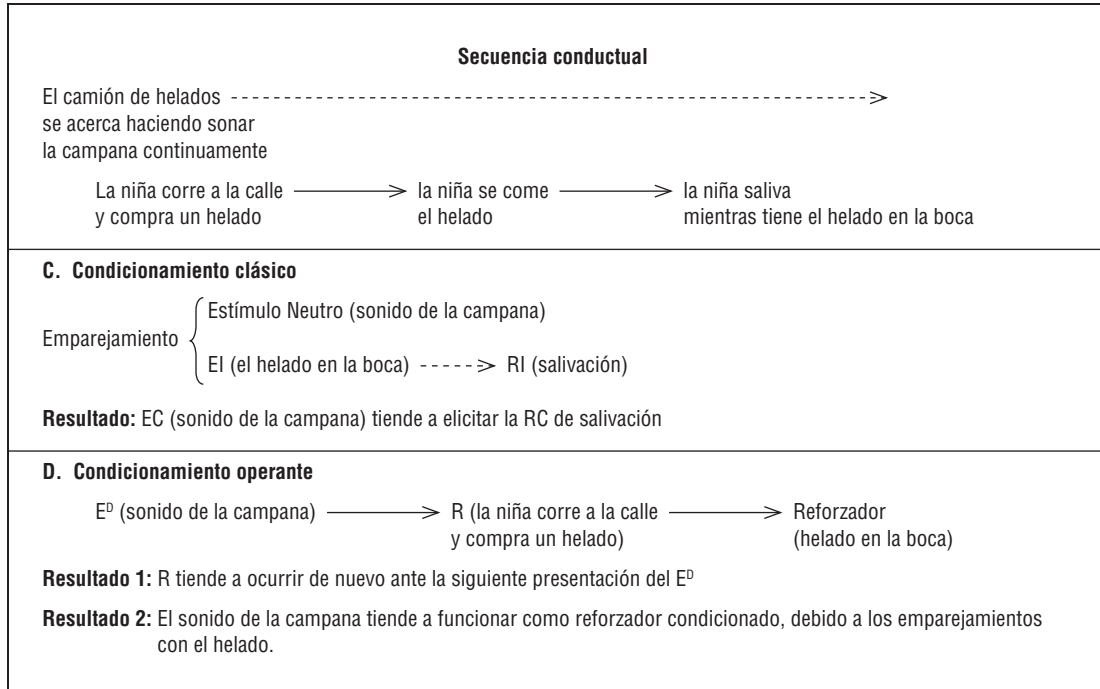 Secuencia conductual
El camión de helados
se acerca haciendo sonar
la campana continuamente
La niña corre a la calle
y compra un helado
la niña se come
el helado
la niña saliva
mientras tiene el helado en la boca
C. Condicionamiento clásico
Emparejamiento
Estímulo Neutro (sonido de la campana)
EI (el helado en la boca)
RI (salivación)
Resultado: EC (sonido de la campana) tiende a elicitar la RC de salivación
D. Condicionamiento operante
Eᴰ (sonido de la campana)
R (la niña corre a la calle
y compra un helado)
Reforzador
(helado en la boca)
Resultado 1: R tiende a ocurrir de nuevo ante la siguiente presentación del Eᴰ
Resultado 2: El sonido de la campana tiende a funcionar como reforzador condicionado, debido a los emparejamientos
con el helado.